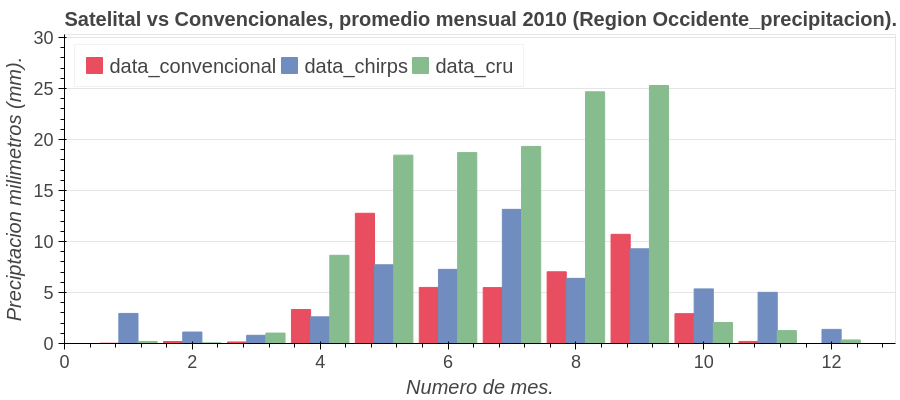 Satelital vs Convencionales, promedio mensual 2010 (Region Occidente_precipitacion).
data_convencional data_chirps data_cru
Preciptacion milimetros (mm).
30
25
20
15
10
5
0
0 2 4 6 8 10 12
Numero de mes.